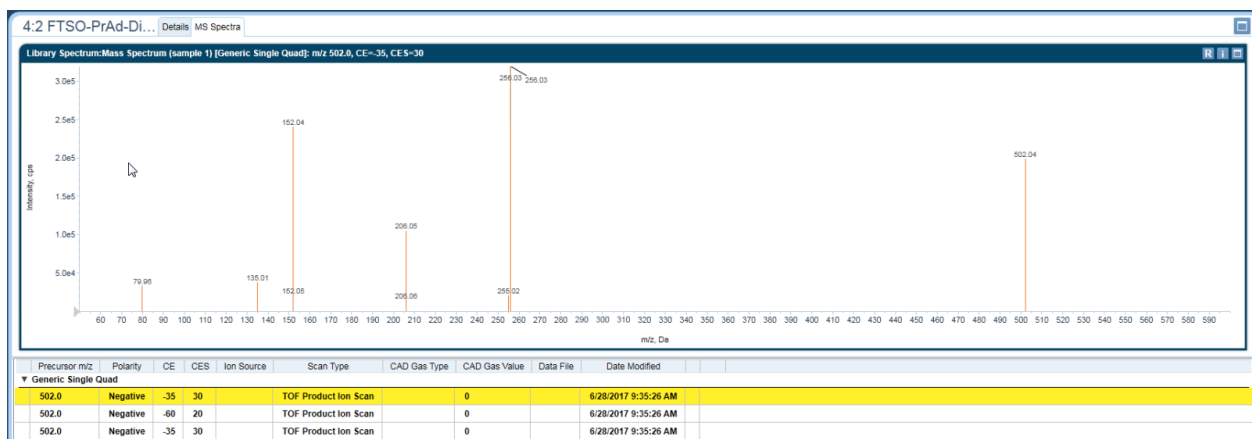 4:2 FTSO-PrAd-Di... Details MS Spectra
Library Spectrum:Mass Spectrum (sample 1) [Generic Single Quad]: m/z 502.0, CE=-35, CES=30
R i
3.0e5
2.5e5
2.0e5
1.5e5
1.0e5
5.0e4
Intensity, cps
256.03 256.03
152.04
502.04
206.05
79.96
135.01
152.05
206.06
255.02
60 70 80 90 100 110 120 130 140 150 160 170 180 190 200 210 220 230 240 250 260 270 280 290 300 310 320 330 340 350 360 370 380 390 400 410 420 430 440 450 460 470 480 490 500 510 520 530 540 550 560 570 580 590
m/z, Da
Precursor m/z Polarity CE CES Ion Source Scan Type CAD Gas Type CAD Gas Value Data File Date Modified
Generic Single Quad
502.0 Negative -35 30 TOF Product Ion Scan 0 6/28/2017 9:35:26 AM
502.0 Negative -60 20 TOF Product Ion Scan 0 6/28/2017 9:35:26 AM
502.0 Negative -35 30 TOF Product Ion Scan 0 6/28/2017 9:35:26 AM